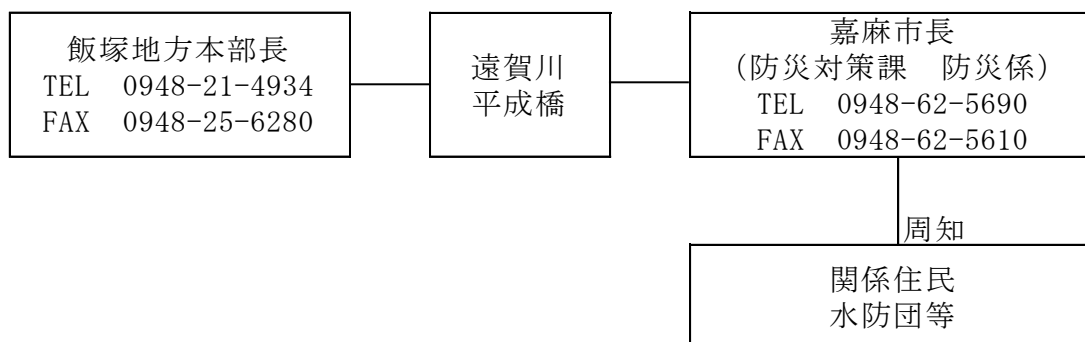 飯塚地方本部長
TEL 0948-21-4934
FAX 0948-25-6280
遠賀川
平成橋
嘉麻市長
(防災対策課 防災係)
TEL 0948-62-5690
FAX 0948-62-5610
周知
関係住民
水防団等